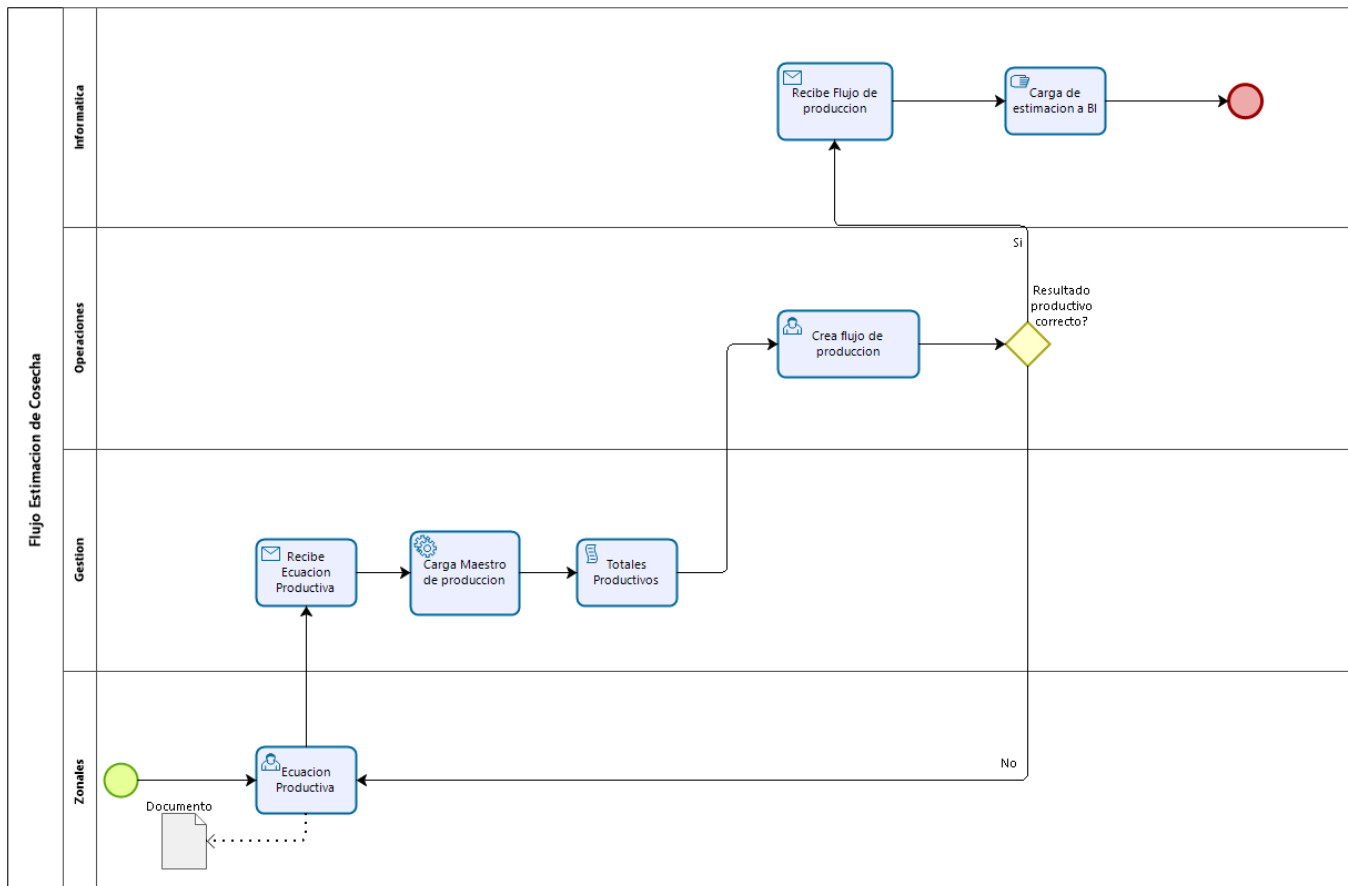 Flujo Estimacion de Cosecha
Informatica
Recibe Flujo de
produccion
Carga de
estimacion a BI
Operaciones
Si
Resultado
productivo
correcto?
Crea flujo de
produccion
Gestion
Recibe
Ecuacion
Productiva
Carga Maestro
de produccion
Totales
Productivos
Zonales
Ecuacion
Productiva
No
Documento